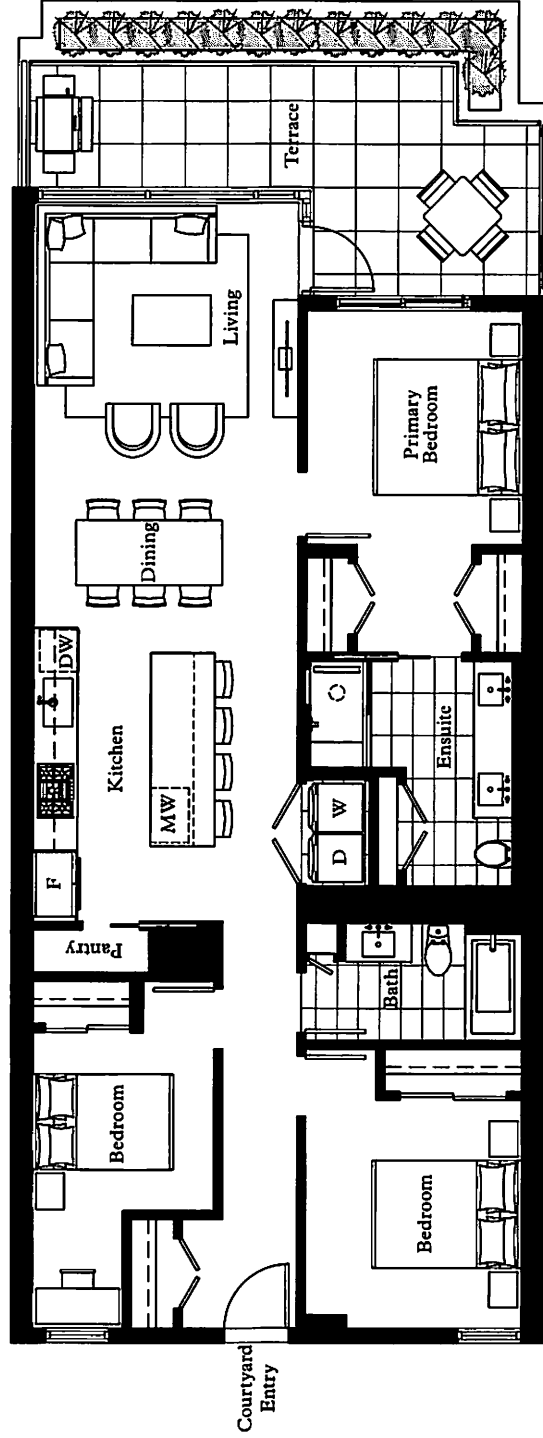 Terrace
Living
Primary
Bedroom
Dining
DW
Kitchen
MW
F
Pantry
W
D
Ensuite
Bath
Bedroom
Bedroom
Courtyard
Entry